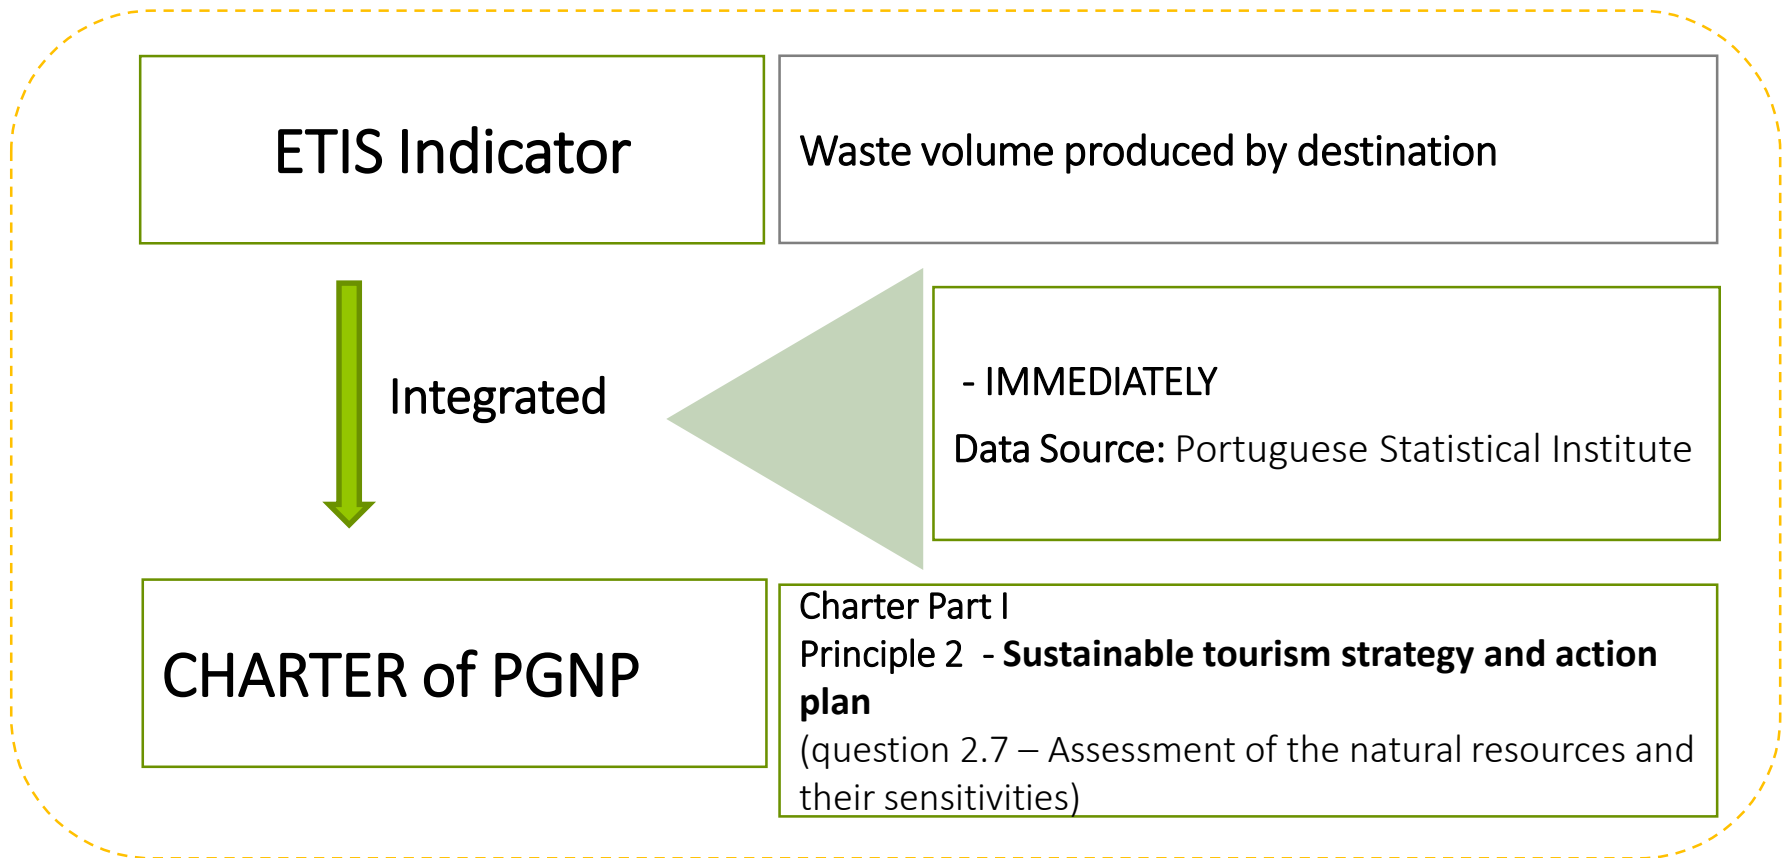 ETIS Indicator
Waste volume produced by destination
Integrated
- IMMEDIATELY
Data Source: Portuguese Statistical Institute
CHARTER of PGNP
Charter Part I
Principle 2 - Sustainable tourism strategy and action
plan
(question 2.7 – Assessment of the natural resources and
their sensitivities)